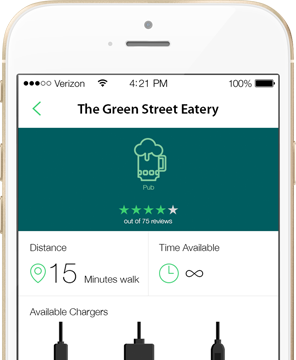 Verizon 4:21 PM 100%
The Green Street Eatery
Pub
out of 75 reviews
Distance Time Available
15 Minutes walk ∞
Available Chargers